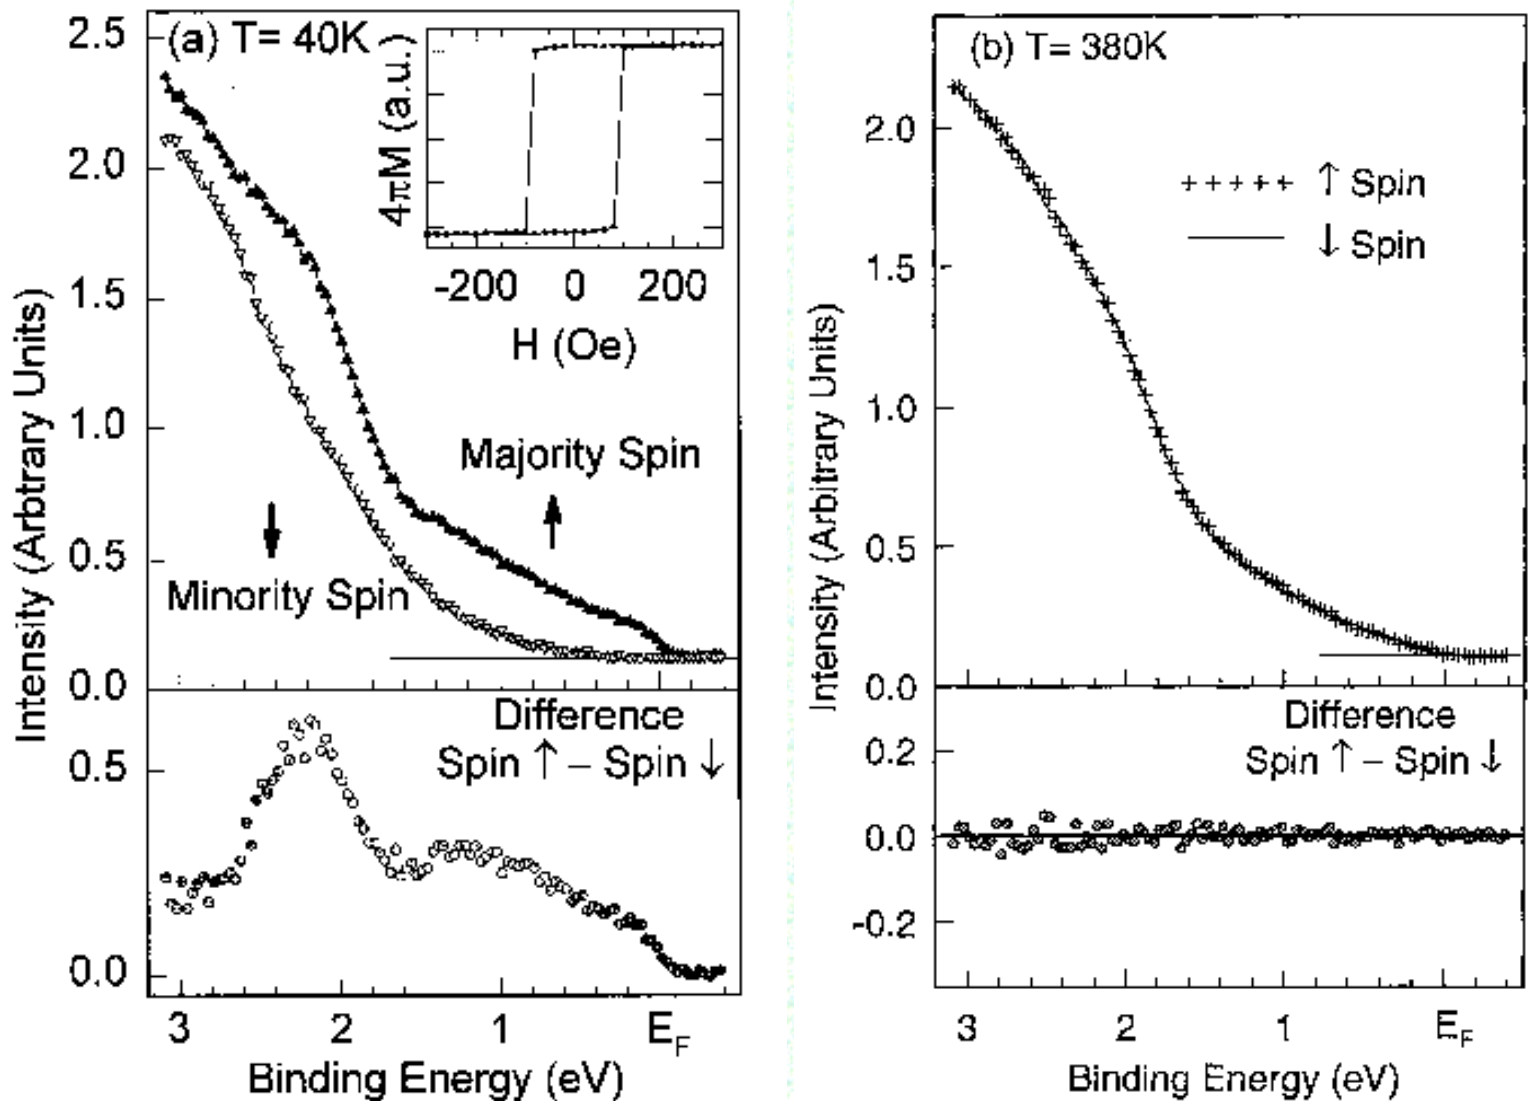 (a) T= 40K
4πM (a.u.)
-200 0 200
H (Oe)
2.5
2.0
1.5
1.0
0.5
0.0
Intensity (Arbtrary Units)
Majority Spin
↑
↓
Minority Spin
Difference
Spin ↑ – Spin ↓
0.5
0.0
3 2 1 E_F
Binding Energy (eV)
(b) T= 380K
+++++ ↑ Spin
↓ Spin
2.0
1.5
1.0
0.5
0.0
Intensity (Arbitrary Units)
Difference
Spin ↑ – Spin ↓
0.2
0.0
-0.2
3 2 1 E_F
Binding Energy (eV)